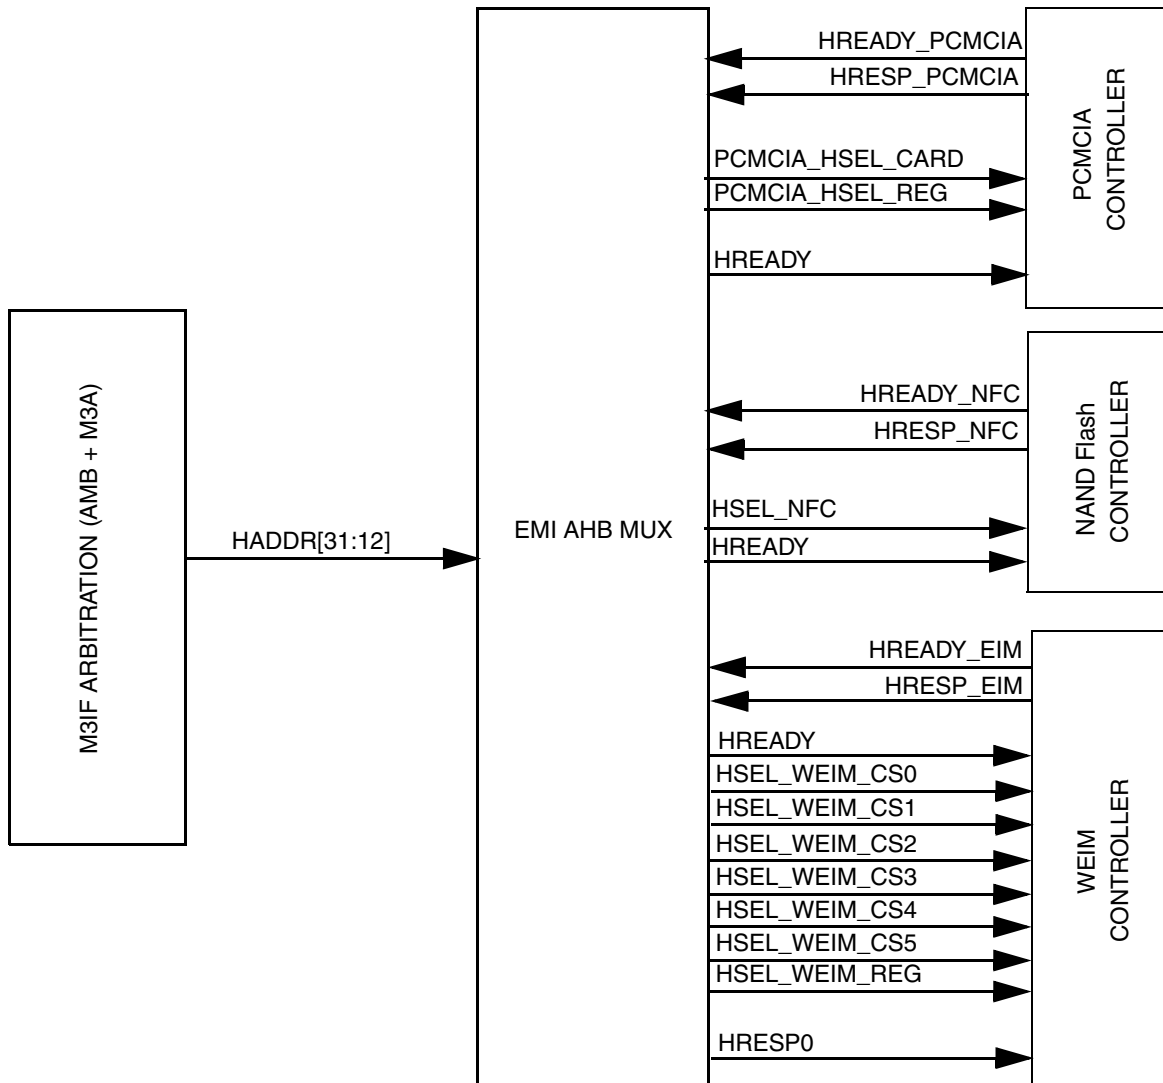 HREADY_PCMCIA
HRESP_PCMCIA
PCMCIA_HSEL_CARD
PCMCIA_HSEL_REG
HREADY
PCMCIA
CONTROLLER
M3IF ARBITRATION (AMB + M3A)
HADDR[31:12]
EMI AHB MUX
HREADY_NFC
HRESP_NFC
HSEL_NFC
HREADY
NAND Flash
CONTROLLER
HREADY_EIM
HRESP_EIM
HREADY
HSEL_WEIM_CS0
HSEL_WEIM_CS1
HSEL_WEIM_CS2
HSEL_WEIM_CS3
HSEL_WEIM_CS4
HSEL_WEIM_CS5
HSEL_WEIM_REG
HRESP0
WEIM
CONTROLLER